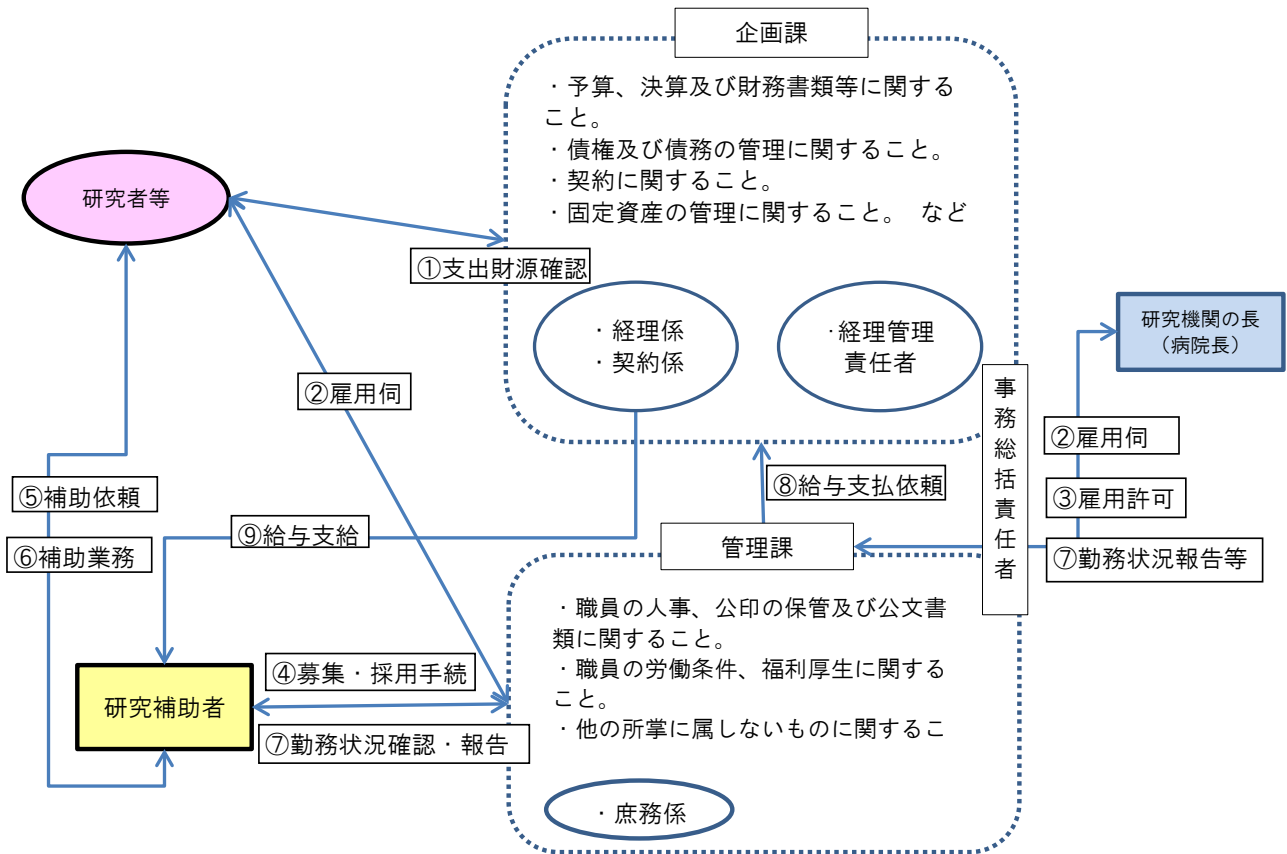 企画課
・予算、決算及び財務書類等に関する
こと。
・債権及び債務の管理に関すること。
・契約に関すること。
・固定資産の管理に関すること。 など
研究者等
①支出財源確認
・経理係
・契約係
・経理管理
責任者
研究機関の長
（病院長）
②雇用伺
事務総括責任者
②雇用伺
③雇用許可
⑦勤務状況報告等
⑤補助依頼
⑥補助業務
⑧給与支払依頼
⑨給与支給
管理課
・職員の人事、公印の保管及び公文書
類に関すること。
・職員の労働条件、福利厚生に関する
こと。
・他の所掌に属しないものに関するこ
④募集・採用手続
研究補助者
⑦勤務状況確認・報告
・庶務係